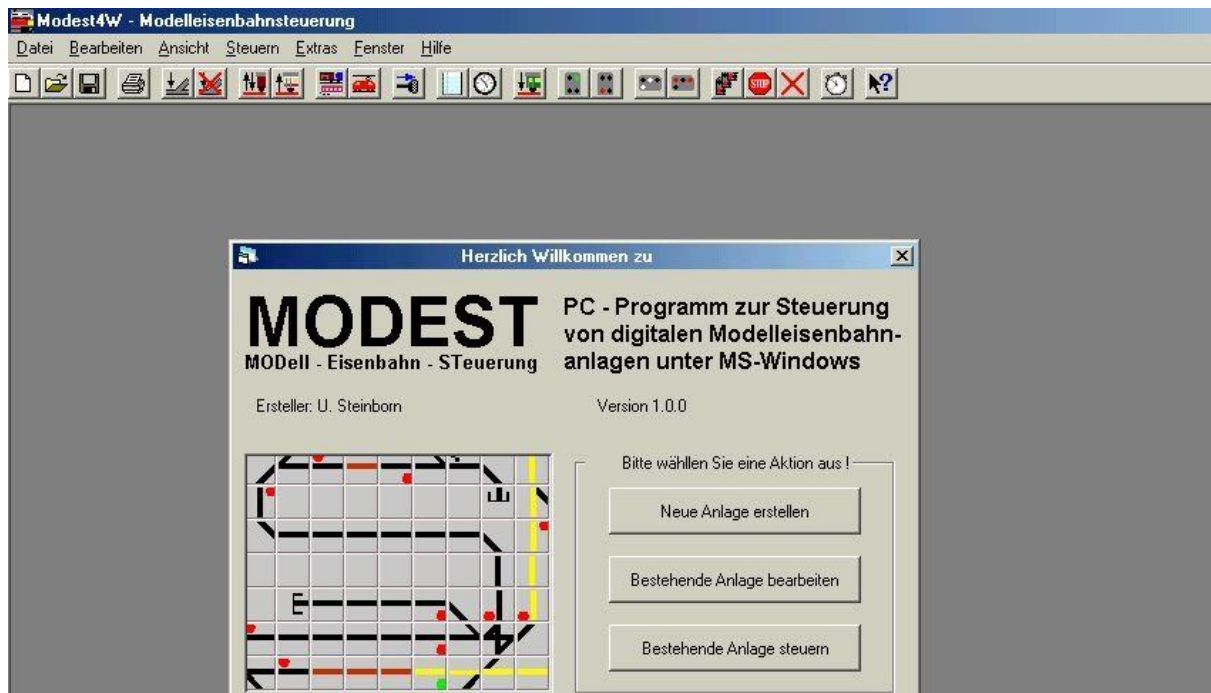 Modest4W - Modelleisenbahnsteuerung
Datei Bearbeiten Ansicht Steuern Extras Fenster Hilfe
STOP
Herzlich Willkommen zu
MODEST
MODell - Eisenbahn - STeuerung
PC - Programm zur Steuerung
von digitalen Modelleisenbahn-
anlagen unter MS-Windows
Ersteller: U. Steinborn
Version 1.0.0
Bitte wähllen Sie eine Aktion aus !
Neue Anlage erstellen
Bestehende Anlage bearbeiten
Bestehende Anlage steuern